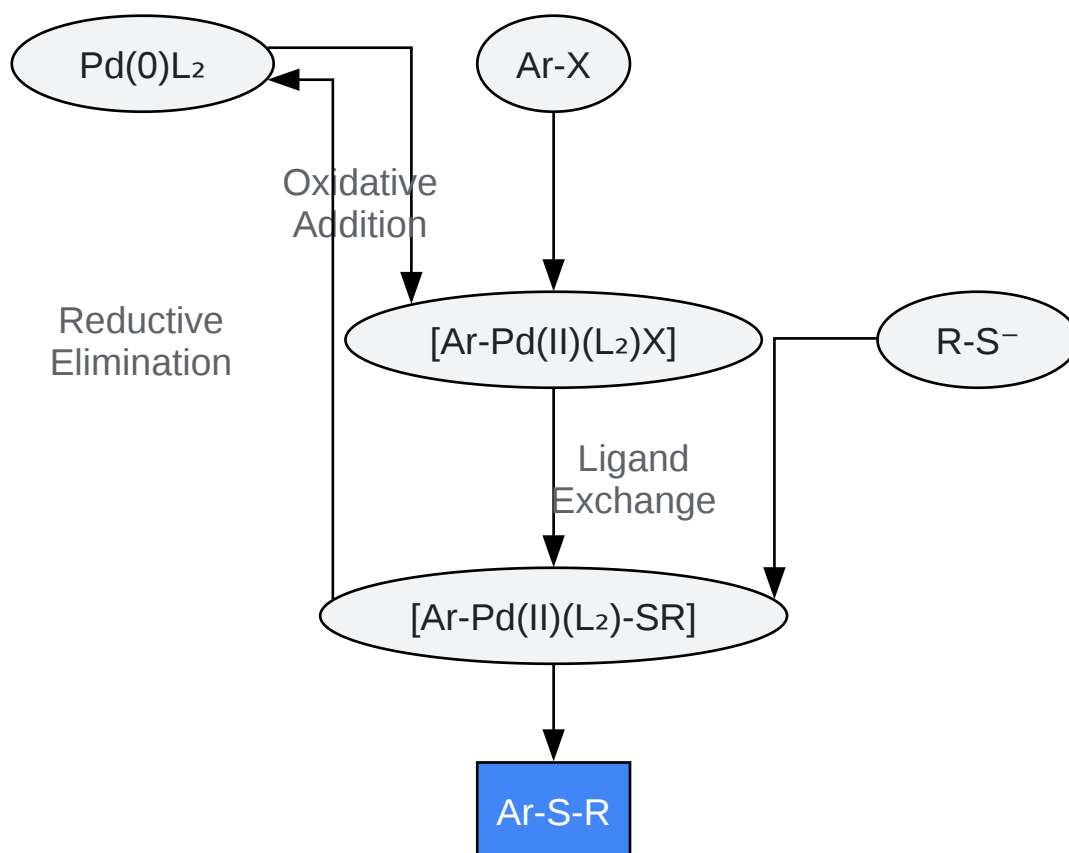 Pd(0)L₂
Ar-X
Oxidative
Addition
Reductive
Elimination
[Ar-Pd(II)(L₂)X]
R-S⁻
Ligand
Exchange
[Ar-Pd(II)(L₂)-SR]
Ar-S-R